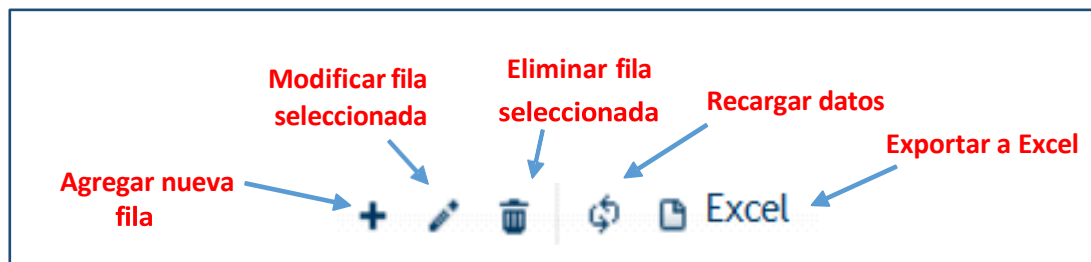 Modificar fila
seleccionada
Eliminar fila
seleccionada
Recargar datos
Exportar a Excel
Agregar nueva
fila
Excel